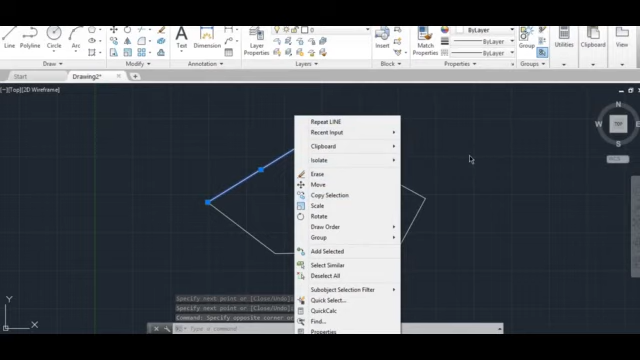 Line
Polyline
Circle
Arc
Text
Dimension
Layer
Properties
Insert
Match
Properties
ByLayer
ByLayer
ByLayer
Group
Utilities
Clipboard
View
Draw
Modify
Annotation
Layers
Block
Properties
Groups
Start
Drawing2*
[−][Top][2D Wireframe]
N
W
TOP
E
S
WCS
Repeat LINE
Recent Input
Clipboard
Isolate
Erase
Move
Copy Selection
Scale
Rotate
Draw Order
Group
Add Selected
Select Similar
Deselect All
Subobject Selection Filter
Quick Select...
QuickCalc
Find...
Properties
Specify next point or [Close/Undo]:
Specify next point or [Close/Undo]:
Command: Specify opposite corner or
Type a command
Y
X